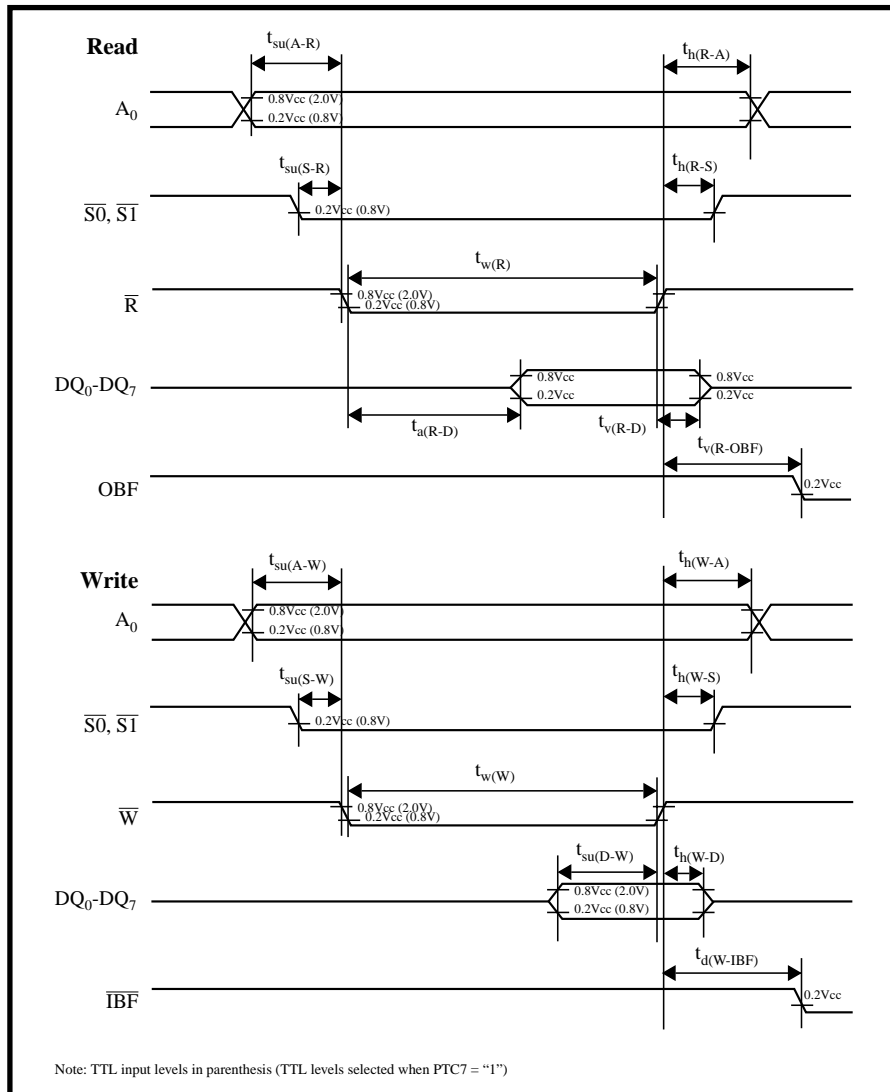 Read
tsu(A-R)
th(R-A)
A0
0.8Vcc (2.0V)
0.2Vcc (0.8V)
tsu(S-R)
th(R-S)
S0, S1
0.2Vcc (0.8V)
tw(R)
R
0.8Vcc (2.0V)
0.2Vcc (0.8V)
DQ0-DQ7
0.8Vcc
0.8Vcc
0.2Vcc
0.2Vcc
ta(R-D)
tv(R-D)
tv(R-OBF)
OBF
0.2Vcc
Write
tsu(A-W)
th(W-A)
A0
0.8Vcc (2.0V)
0.2Vcc (0.8V)
tsu(S-W)
th(W-S)
S0, S1
0.2Vcc (0.8V)
tw(W)
W
0.8Vcc (2.0V)
0.2Vcc (0.8V)
tsu(D-W)
th(W-D)
DQ0-DQ7
0.8Vcc (2.0V)
0.2Vcc (0.8V)
td(W-IBF)
IBF
0.2Vcc
Note: TTL input levels in parenthesis (TTL levels selected when PTC7 = “1”)